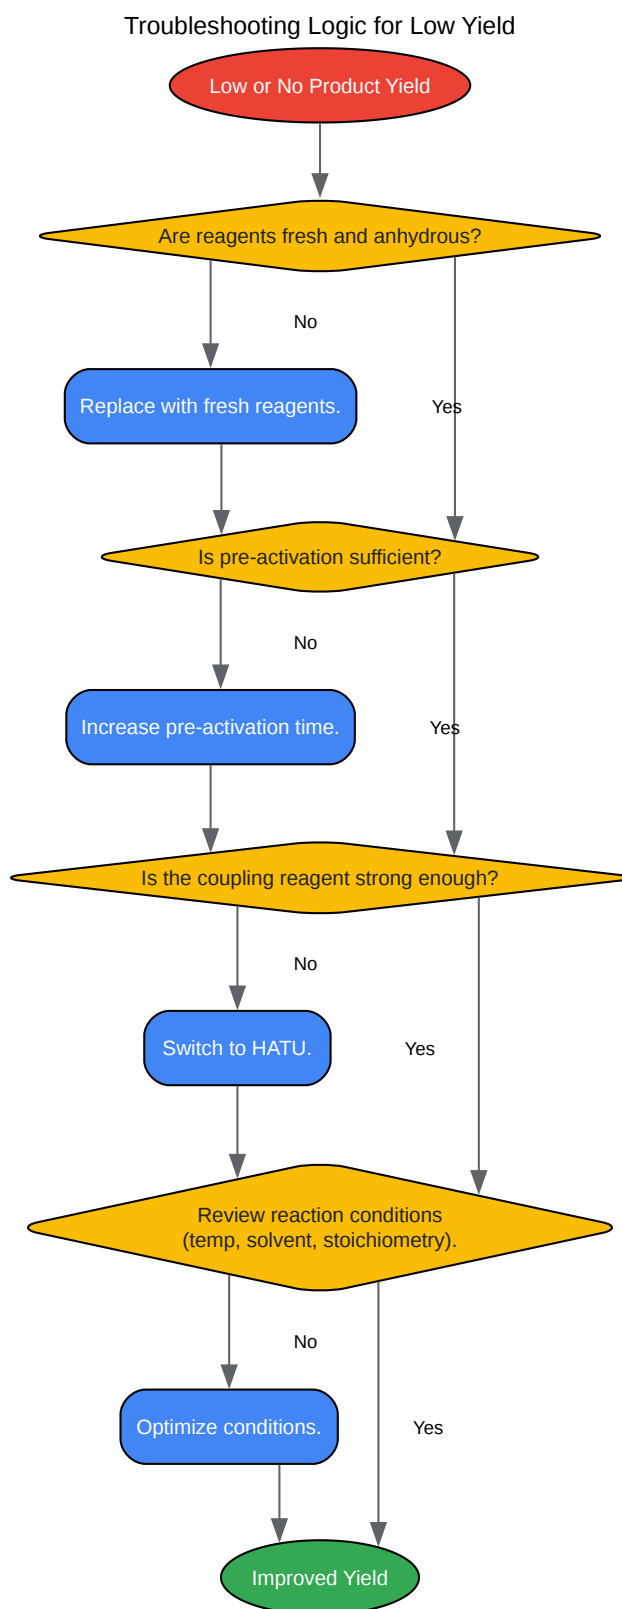 Troubleshooting Logic for Low Yield
Low or No Product Yield
Are reagents fresh and anhydrous?
No
Replace with fresh reagents.
Yes
Is pre-activation sufficient?
No
Increase pre-activation time.
Yes
Is the coupling reagent strong enough?
No
Switch to HATU.
Yes
Review reaction conditions
(temp, solvent, stoichiometry).
No
Optimize conditions.
Yes
Improved Yield